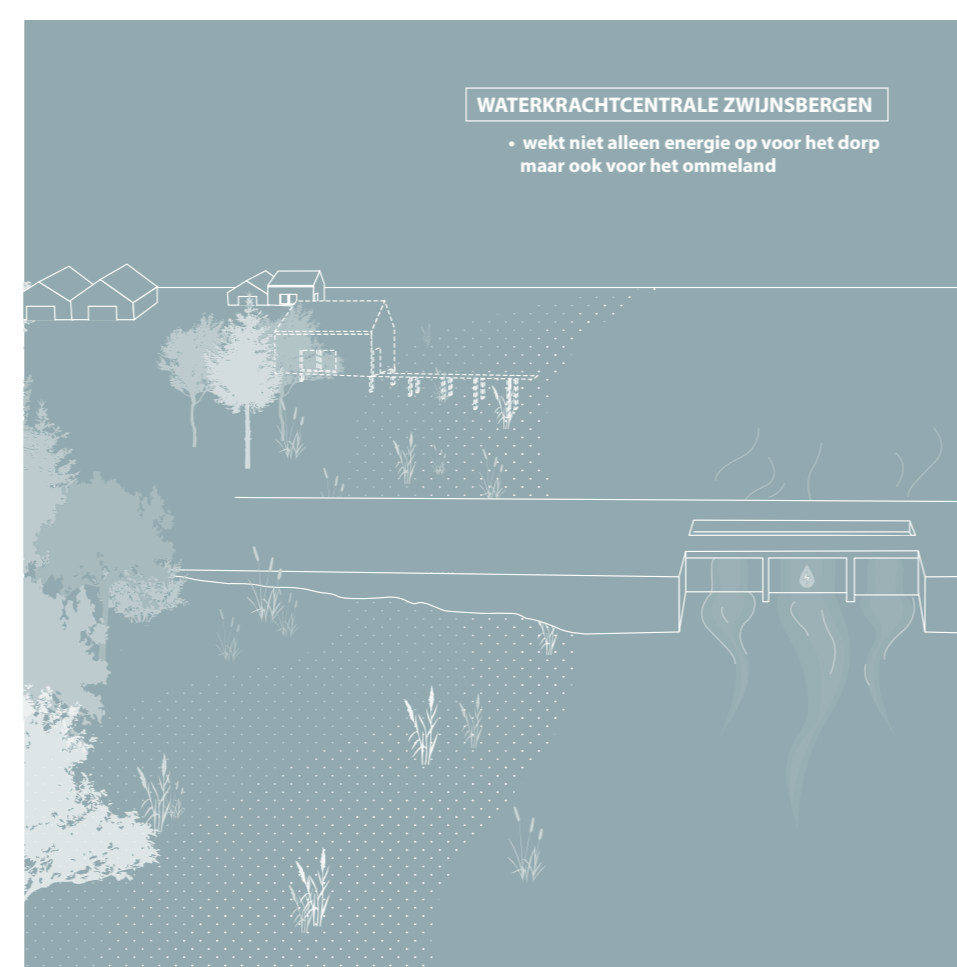 WATERKRACHTCENTRALE ZWIJNSBERGEN
• wekt niet alleen energie op voor het dorp
maar ook voor het ommeland